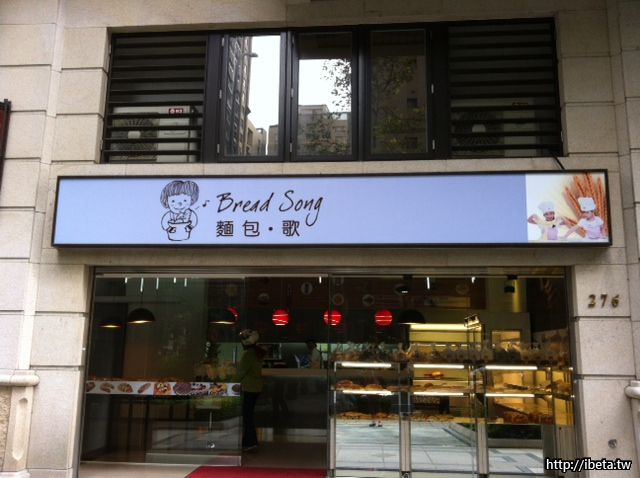 Bread Song
麵包·歌
276
http://ibeta.tw